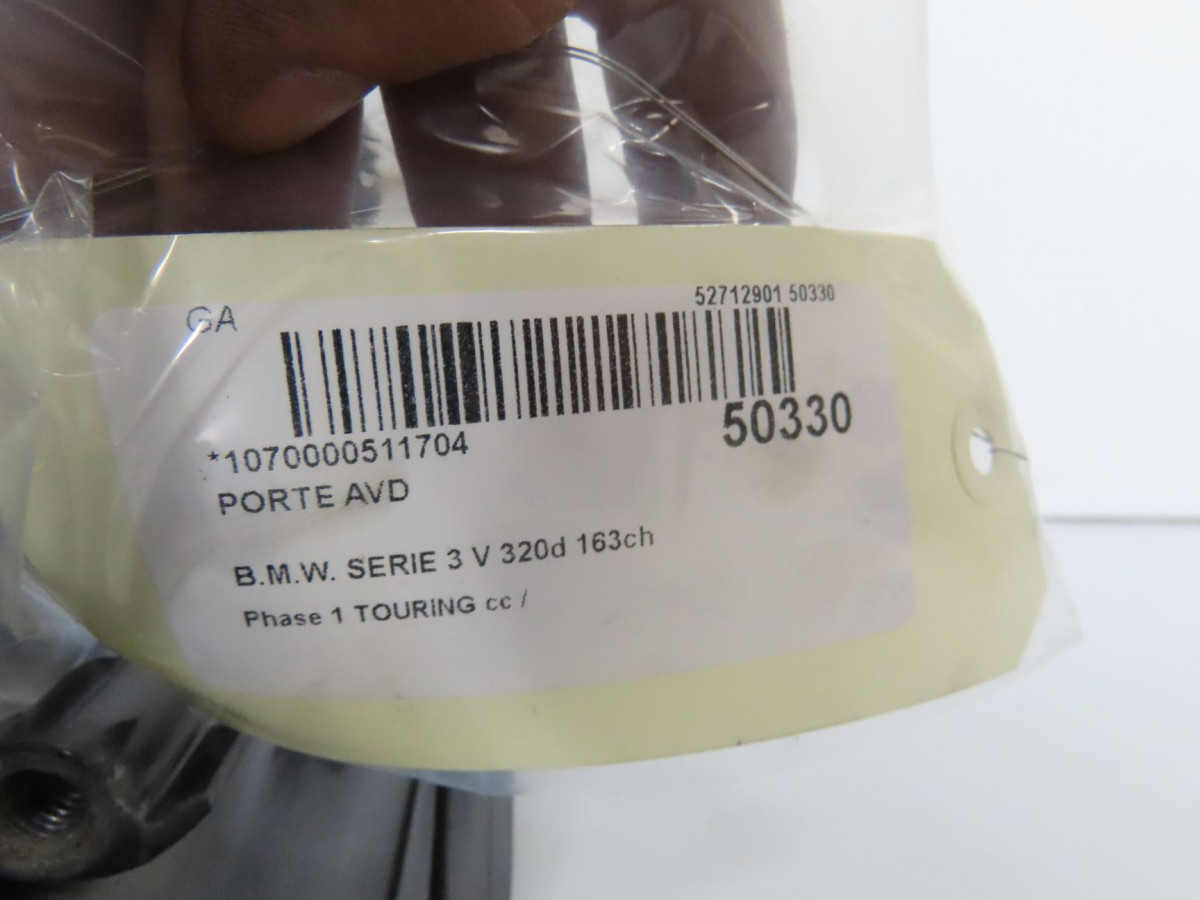 GA
52712901 50330
50330
*1070000511704
PORTE AVD
B.M.W. SERIE 3 V 320d 163ch
Phase 1 TOURING cc /